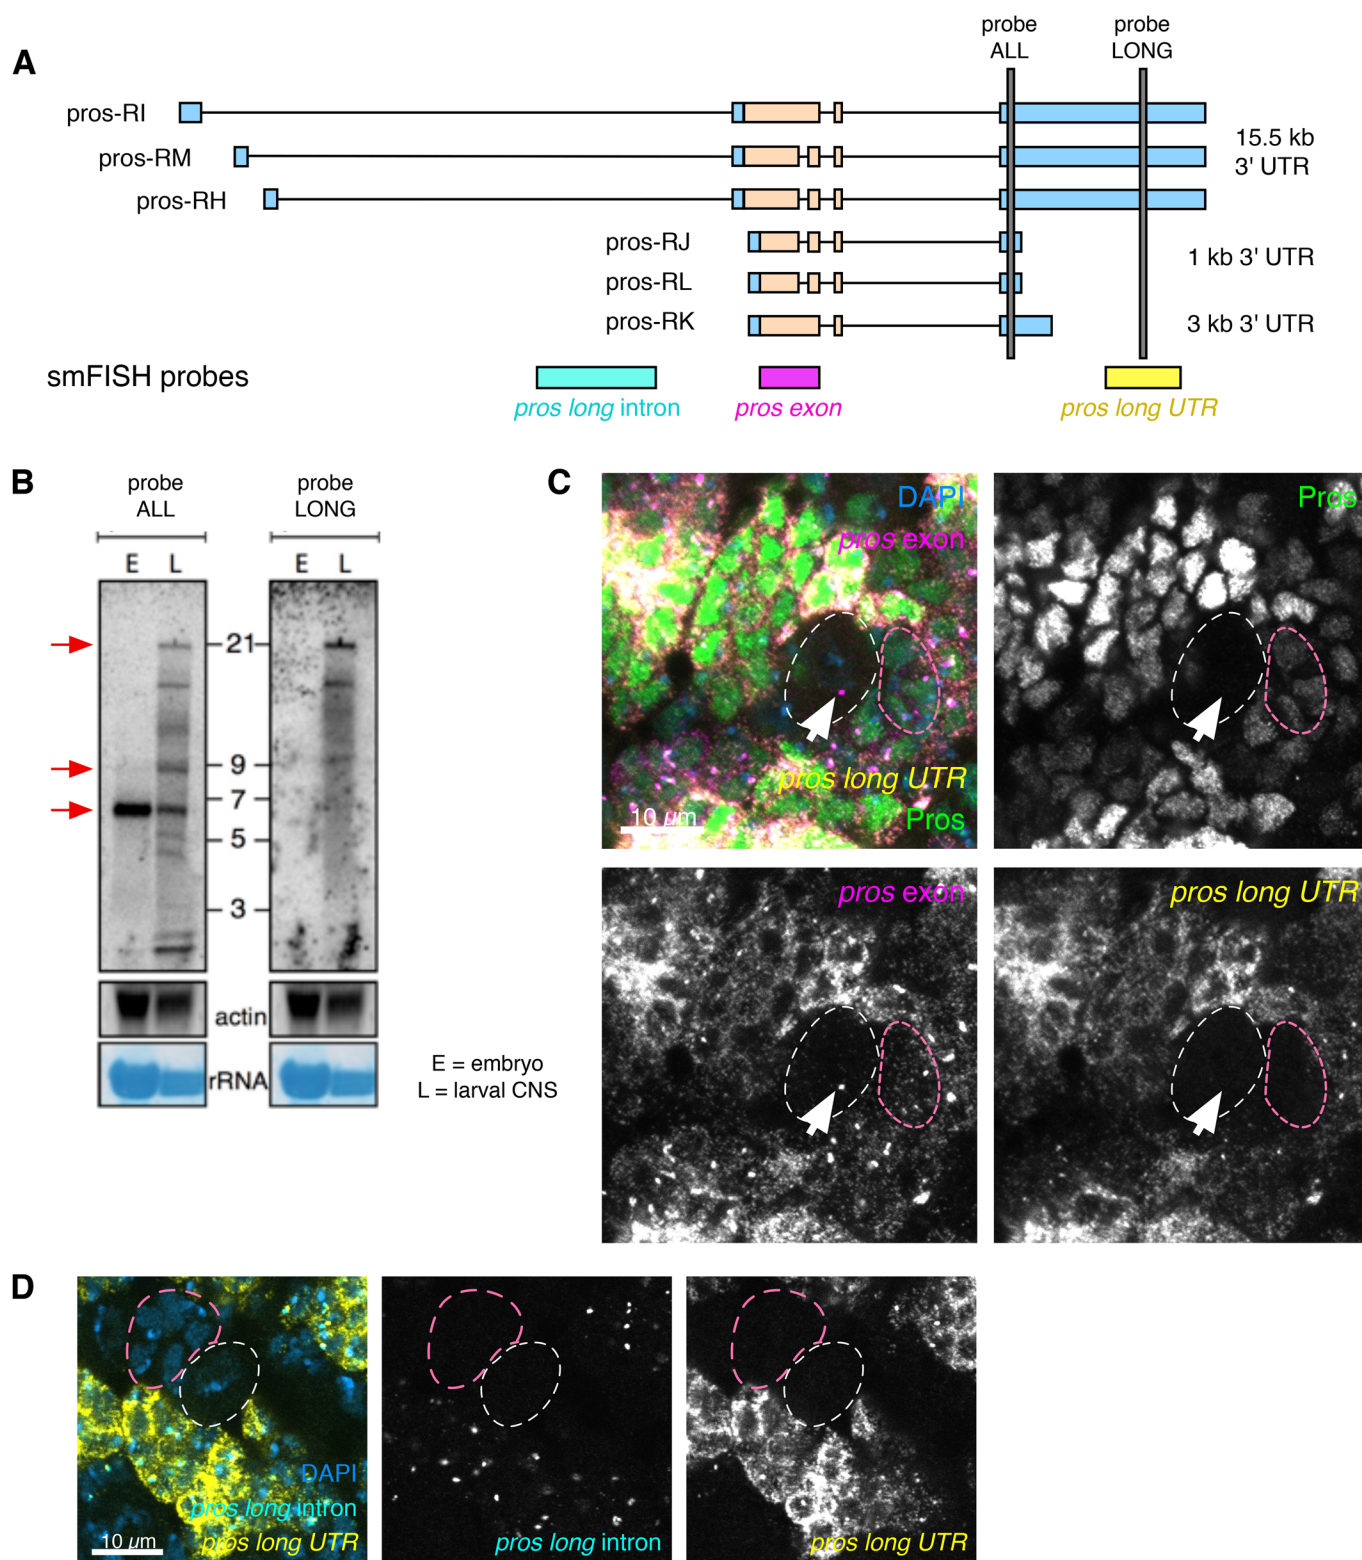 A
probe
ALL
probe
LONG
pros-RI
15.5 kb
3' UTR
pros-RM
pros-RH
pros-RJ
1 kb 3' UTR
pros-RL
pros-RK
3 kb 3' UTR
smFISH probes
pros long intron
pros exon
pros long UTR
B
probe
ALL
probe
LONG
E L
E L
21
9
7
5
3
actin
rRNA
E = embryo
L = larval CNS
C
DAPI
pros exon
pros long UTR
10 µm
Pros
Pros
pros exon
pros long UTR
D
DAPI
pros long intron
10 µm
pros long UTR
pros long intron
pros long UTR